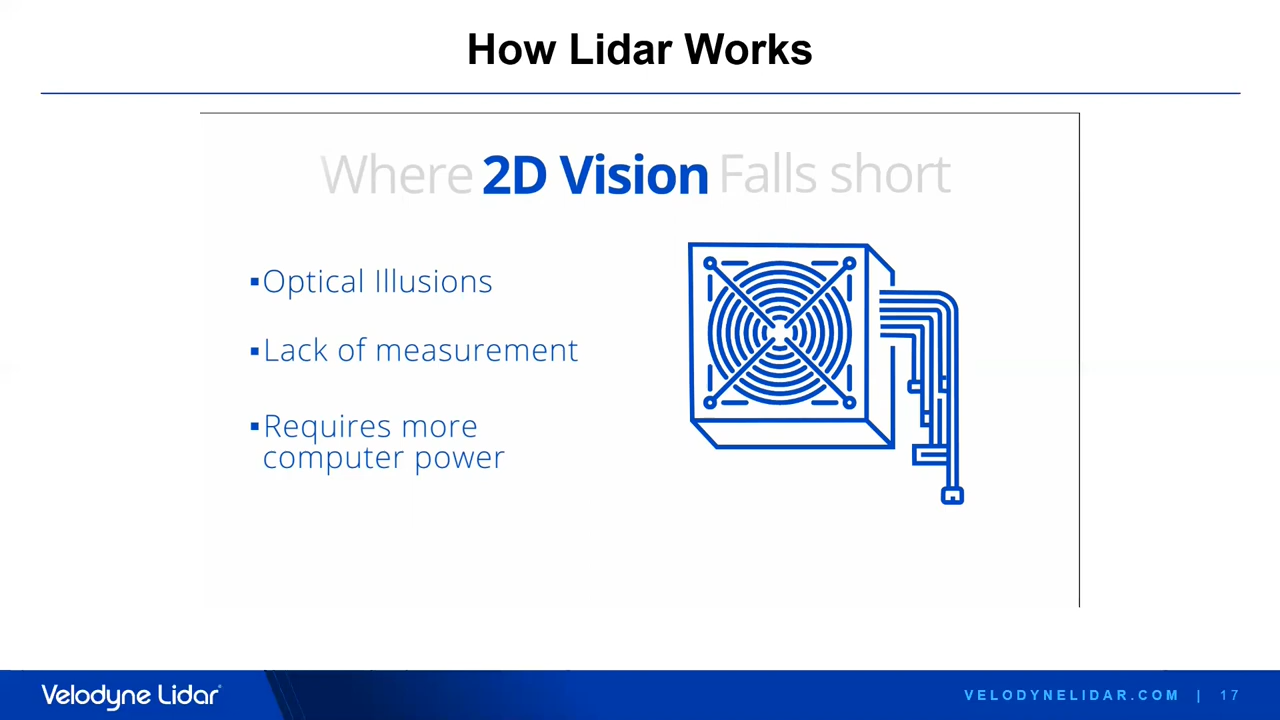 How Lidar Works
Where 2D Vision Falls short
▪Optical Illusions
▪Lack of measurement
▪Requires more
computer power
Velodyne Lidar®
VELODYNELIDAR.COM | 17